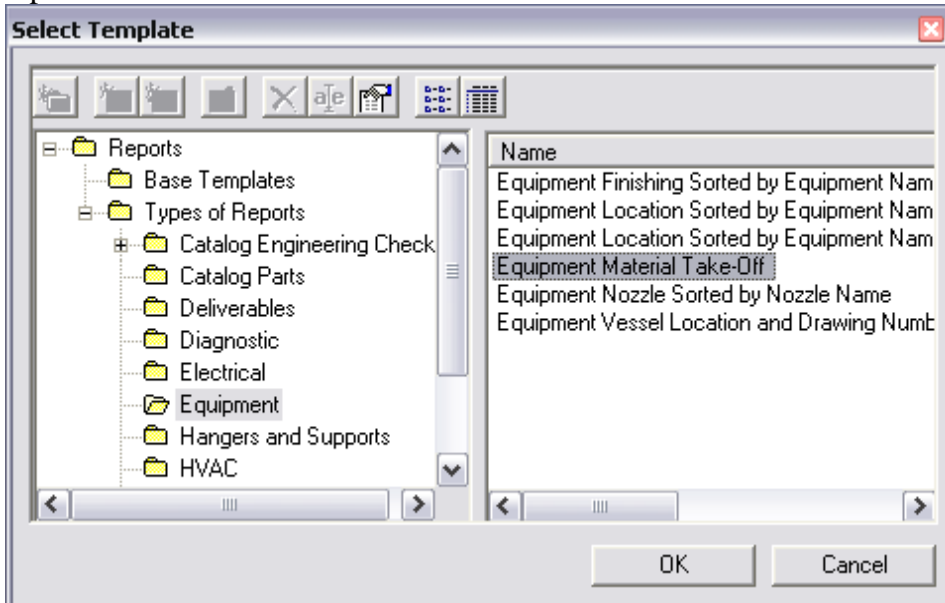 Select Template
Reports
Base Templates
Types of Reports
Catalog Engineering Check
Catalog Parts
Deliverables
Diagnostic
Electrical
Equipment
Hangers and Supports
HVAC
Name
Equipment Finishing Sorted by Equipment Nam
Equipment Location Sorted by Equipment Nam
Equipment Location Sorted by Equipment Nam
Equipment Material Take-Off
Equipment Nozzle Sorted by Nozzle Name
Equipment Vessel Location and Drawing Numb
OK
Cancel